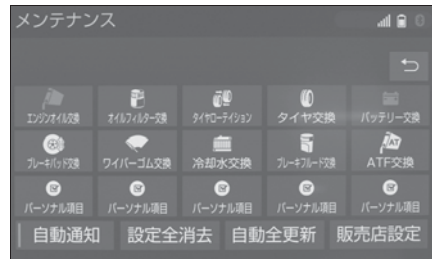 メンテナンス
エンジンオイル交換 オイルフィルター交換 タイヤローテイション タイヤ交換 バッテリー交換
ブレーキパッド交換 ワイパーゴム交換 冷却水交換 ブレーキフルード交換 ATF交換
パーソナル項目 パーソナル項目 パーソナル項目 パーソナル項目 パーソナル項目
自動通知 設定全消去 自動全更新 販売店設定